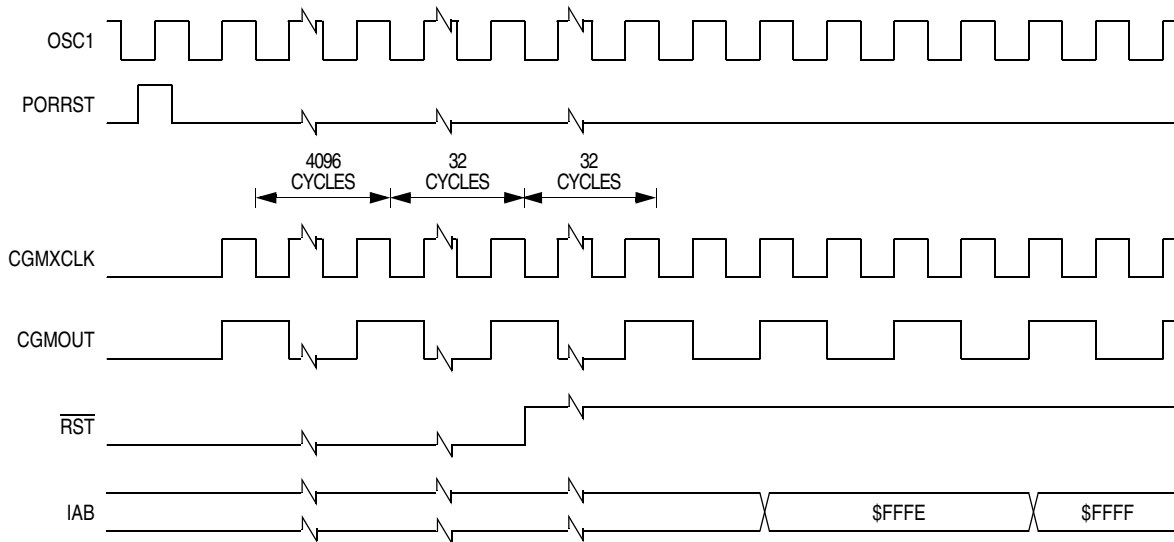 OSC1
PORRST
4096
CYCLES
32
CYCLES
32
CYCLES
CGMXCLK
CGMOUT
RST
IAB
$FFFE
$FFFF